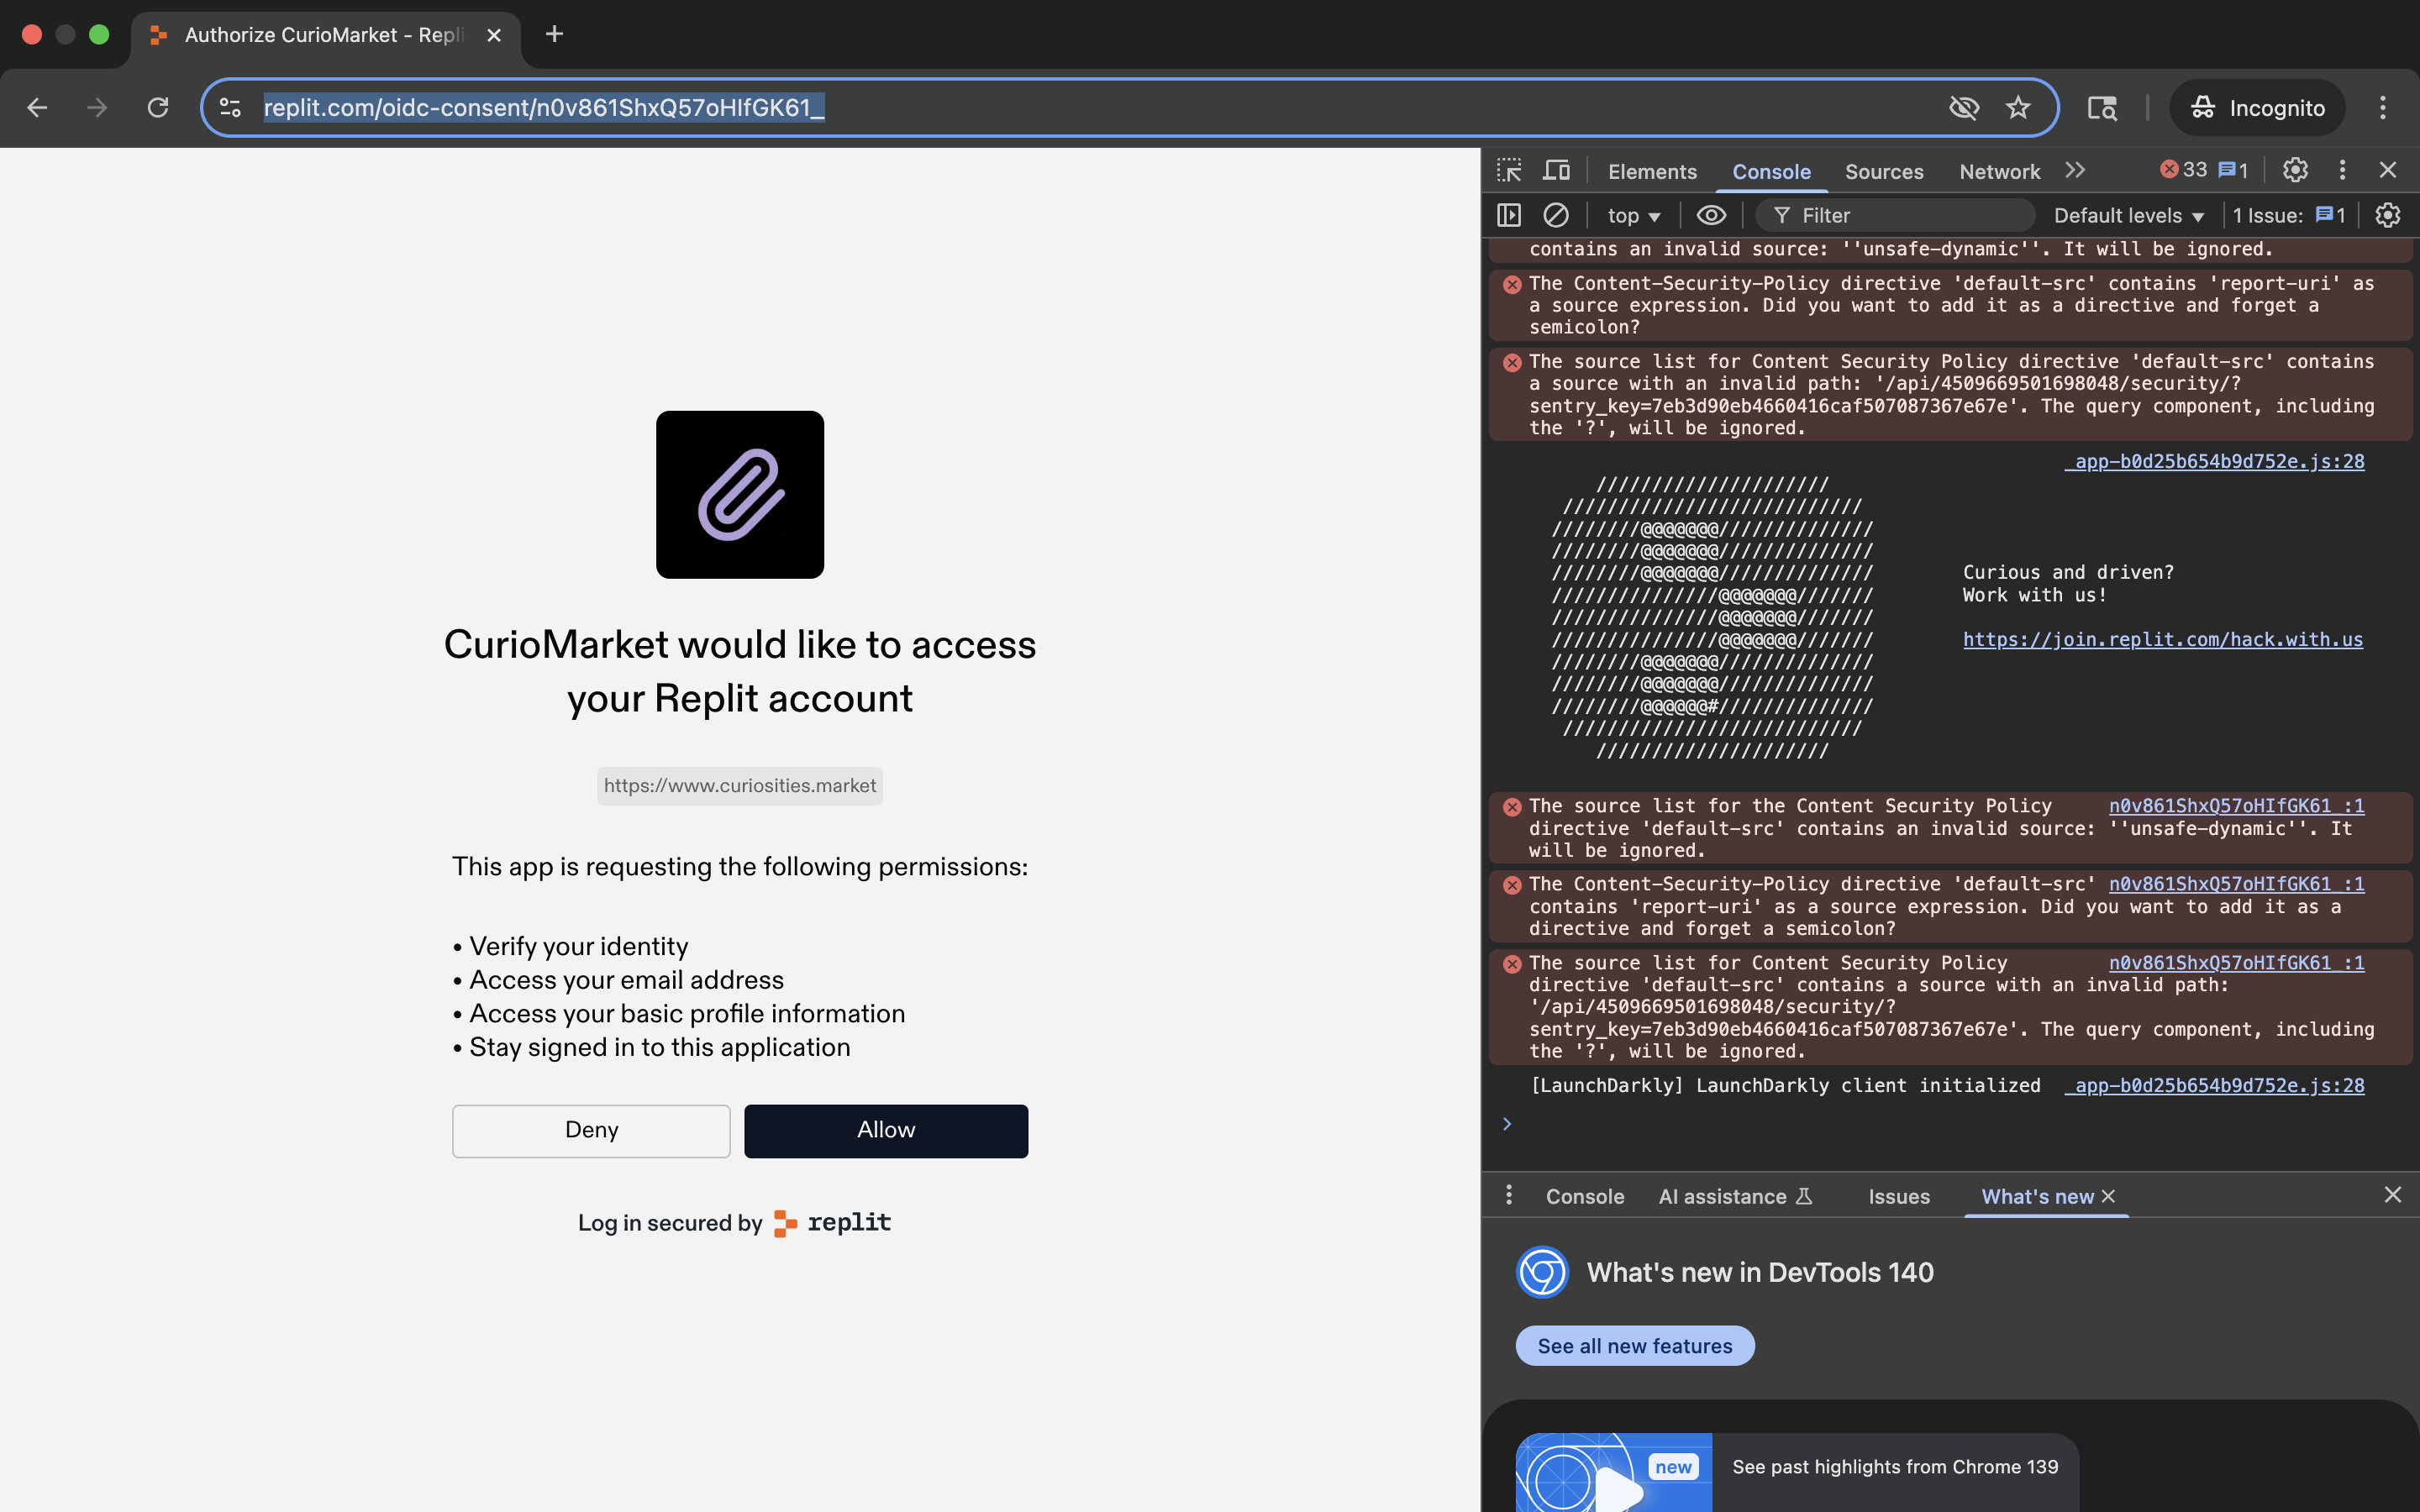 Authorize CurioMarket - Repli
replit.com/oidc-consent/n0v861ShxQ57oHIfGK61_
Incognito
CurioMarket would like to access
your Replit account
https://www.curiosities.market
This app is requesting the following permissions:
• Verify your identity
• Access your email address
• Access your basic profile information
• Stay signed in to this application
Deny
Allow
Log in secured by replit
Elements Console Sources Network 33 1
top Filter Default levels 1 Issue: 1
contains an invalid source: ''unsafe-dynamic''. It will be ignored.
The Content-Security-Policy directive 'default-src' contains 'report-uri' as
a source expression. Did you want to add it as a directive and forget a
semicolon?
The source list for Content Security Policy directive 'default-src' contains
a source with an invalid path: '/api/4509669501698048/security/?
sentry_key=7eb3d90eb4660416caf507087367e67e'. The query component, including
the '?', will be ignored.
_app-b0d25b654b9d752e.js:28
/////////////////////
///////////////////////////
////////@@@@@@@//////////////
////////@@@@@@@//////////////
////////@@@@@@@////////////// Curious and driven?
///////////////@@@@@@@/////// Work with us!
///////////////@@@@@@@///////
///////////////@@@@@@@/////// https://join.replit.com/hack.with.us
////////@@@@@@@//////////////
////////@@@@@@@//////////////
////////@@@@@@#//////////////
///////////////////////////
/////////////////////
The source list for the Content Security Policy n0v861ShxQ57oHIfGK61_:1
directive 'default-src' contains an invalid source: ''unsafe-dynamic''. It
will be ignored.
The Content-Security-Policy directive 'default-src' n0v861ShxQ57oHIfGK61_:1
contains 'report-uri' as a source expression. Did you want to add it as a
directive and forget a semicolon?
The source list for Content Security Policy n0v861ShxQ57oHIfGK61_:1
directive 'default-src' contains a source with an invalid path:
'/api/4509669501698048/security/?
sentry_key=7eb3d90eb4660416caf507087367e67e'. The query component, including
the '?', will be ignored.
[LaunchDarkly] LaunchDarkly client initialized _app-b0d25b654b9d752e.js:28
Console AI assistance Issues What's new
What's new in DevTools 140
See all new features
new
See past highlights from Chrome 139